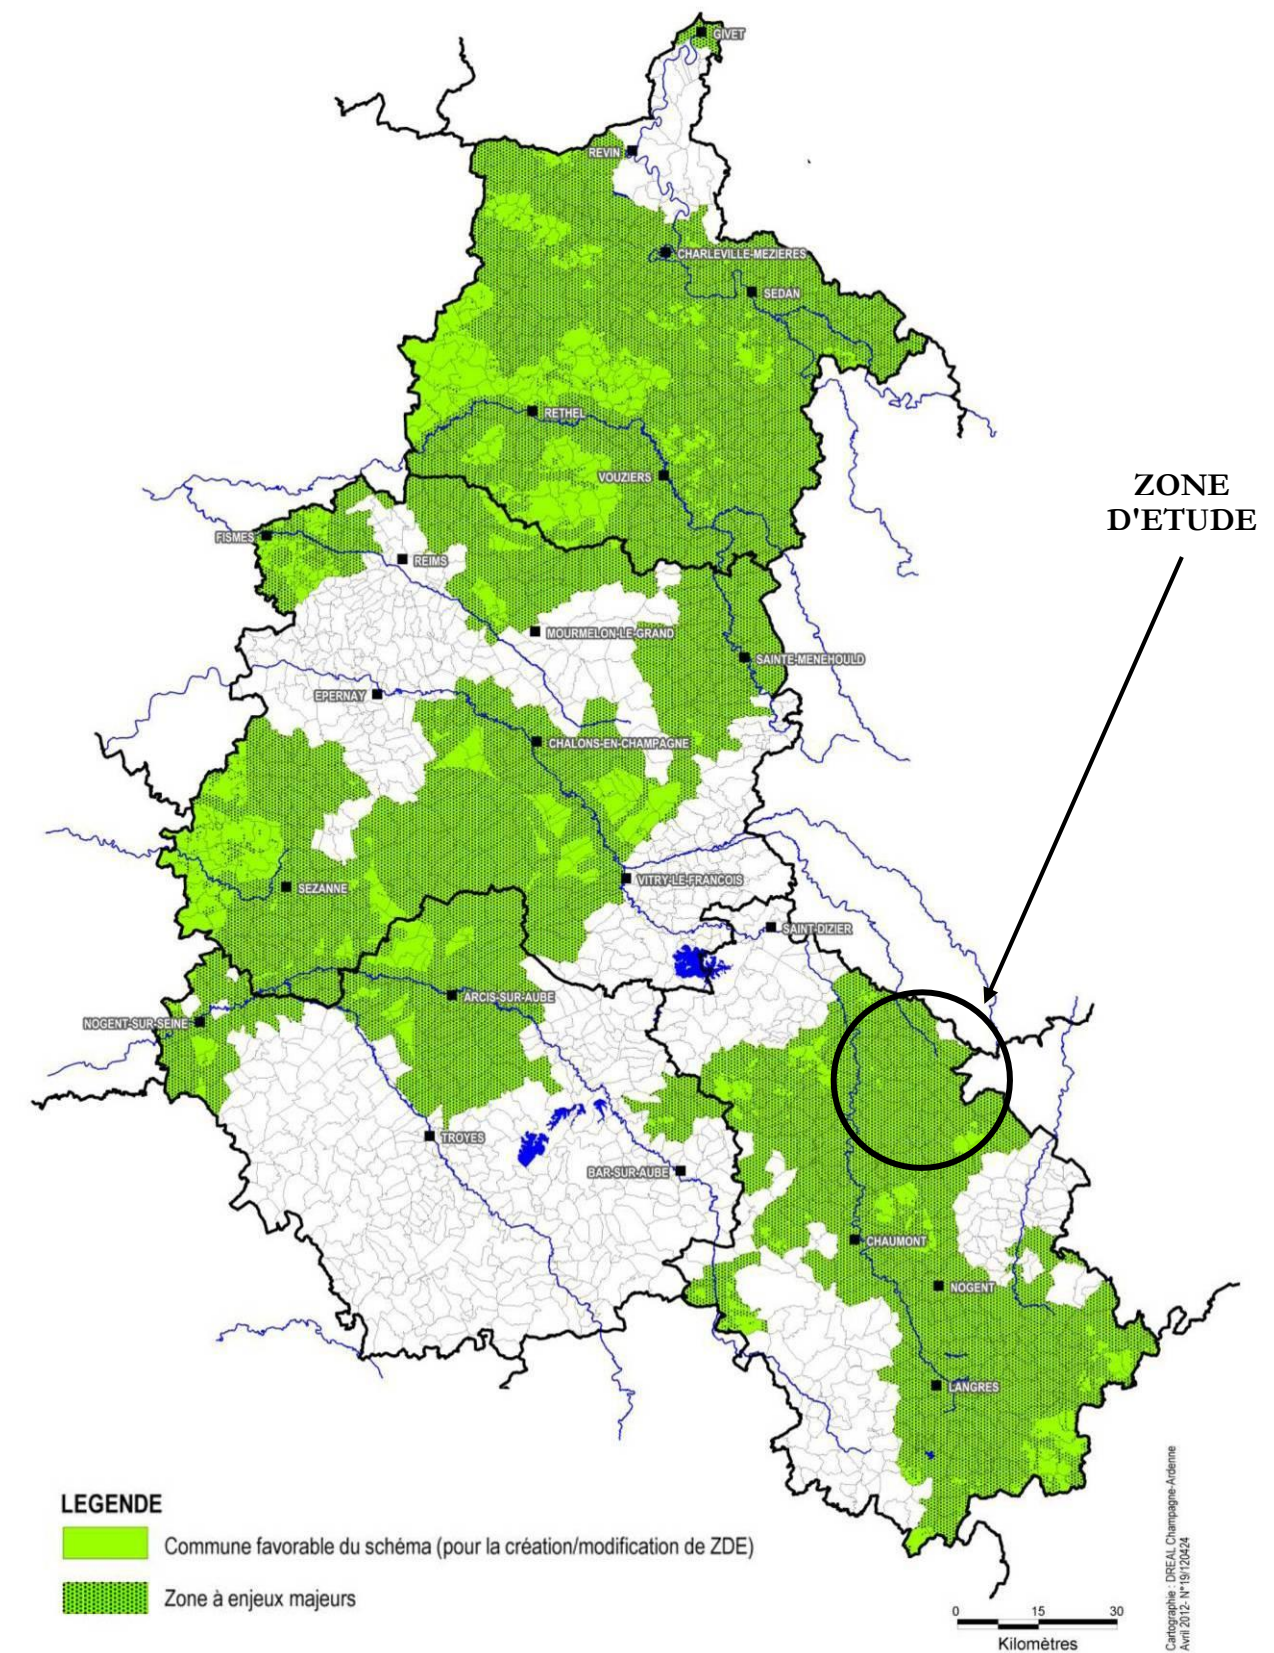 GIVET
REVIN
CHARLEVILLE-MEZIERES
SEDAN
RETHEL
VOUZIERS
ZONE
D'ETUDE
FISMES
REIMS
MOURMELON-LE-GRAND
SAINTE-MENEHOULD
EPERNAY
CHALONS-EN-CHAMPAGNE
VITRY-LE-FRANCOIS
SEZANNE
SAINT-DIZIER
ARCIS-SUR-AUBE
NOGENT-SUR-SEINE
TROYES
BAR-SUR-AUBE
CHAUMONT
NOGENT
LANGRES
LEGENDE
Commune favorable du schéma (pour la création/modification de ZDE)
Zone à enjeux majeurs
0 15 30
Kilomètres
Cartographie : DREAL Champagne-Ardenne
Avril 2012- N°19/120424